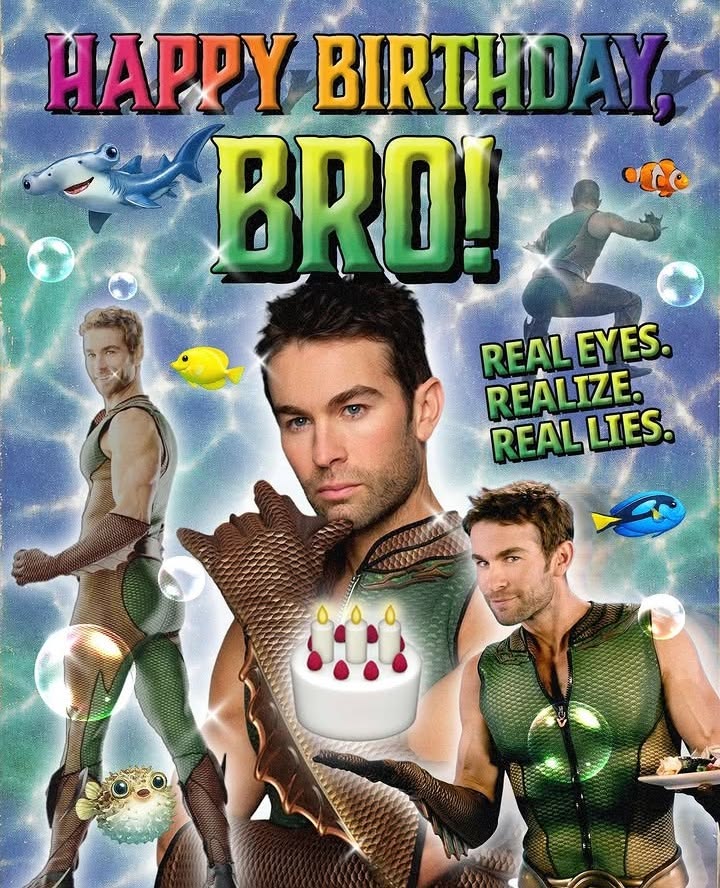 HAPPY BIRTHDAY,
BRO!
REAL EYES.
REALIZE.
REAL LIES.